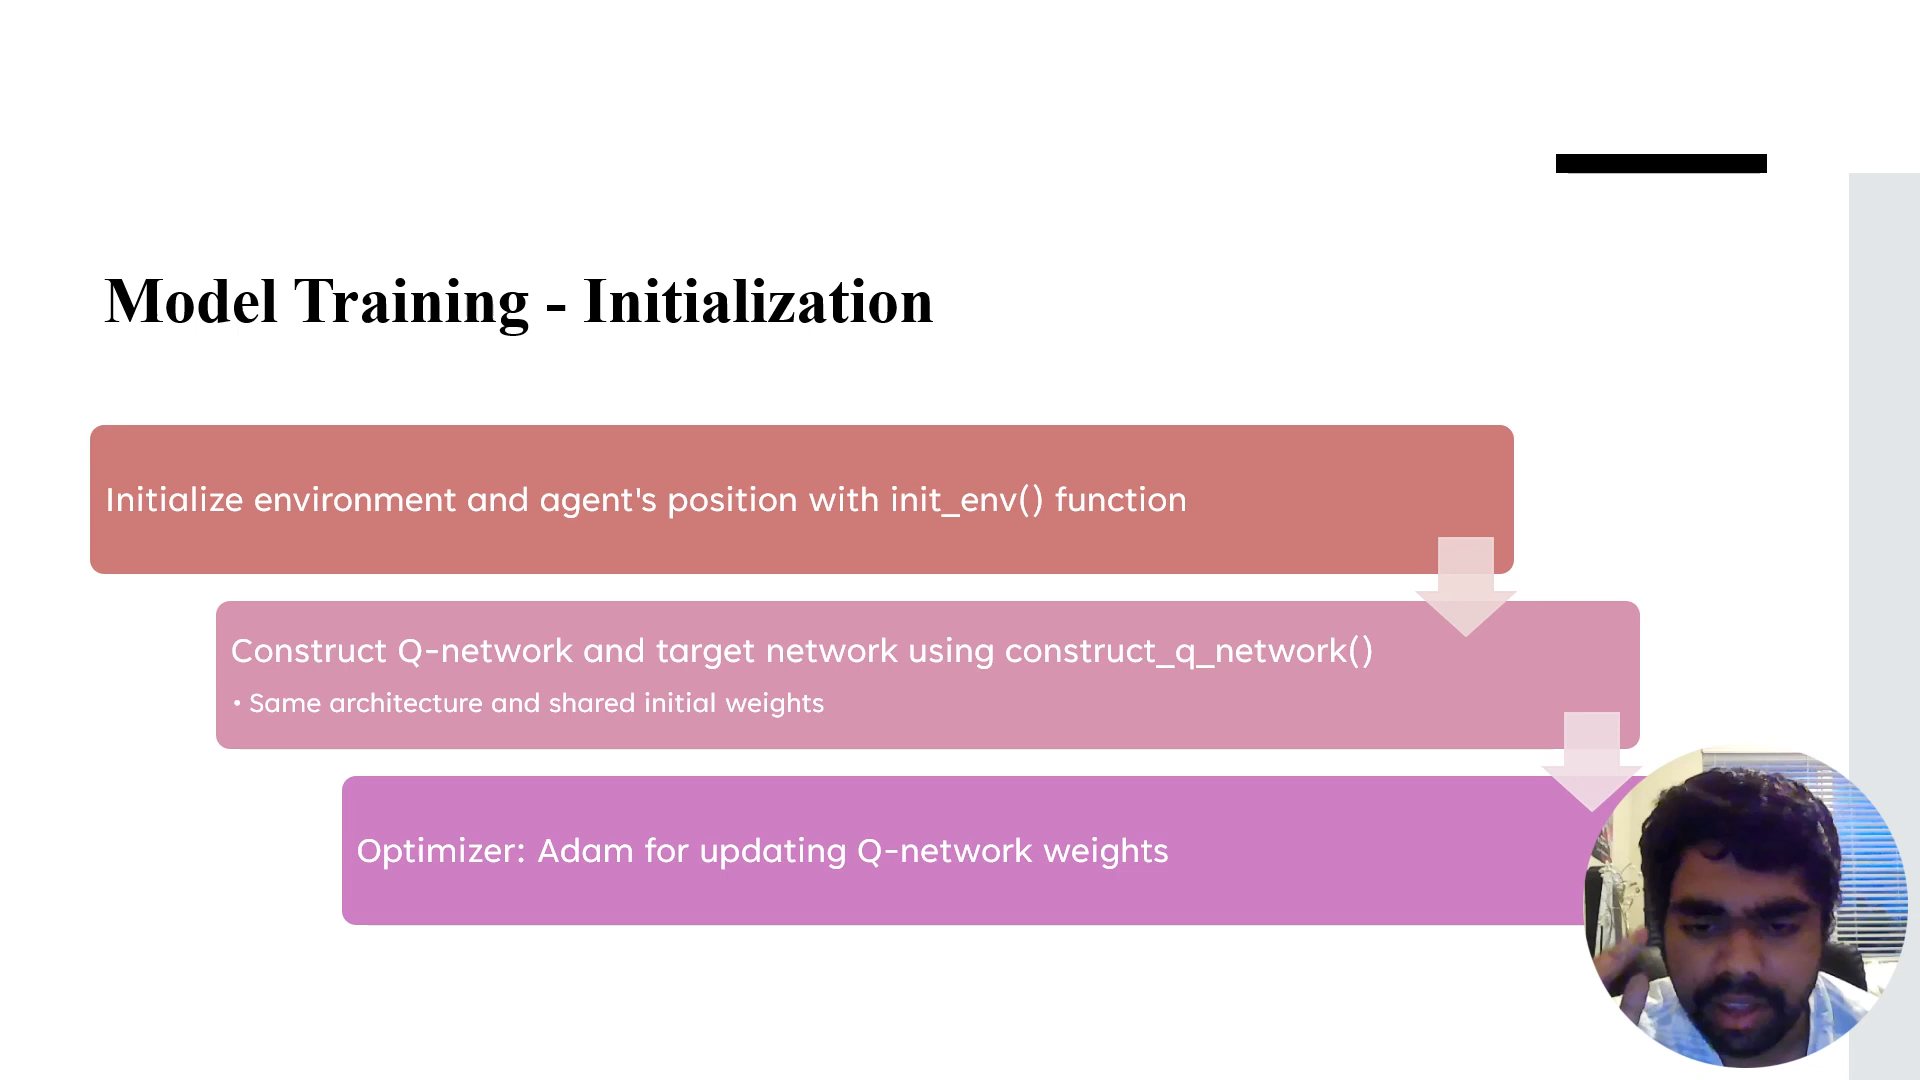 Model Training - Initialization
Initialize environment and agent's position with init_env() function
Construct Q-network and target network using construct_q_network()
• Same architecture and shared initial weights
Optimizer: Adam for updating Q-network weights